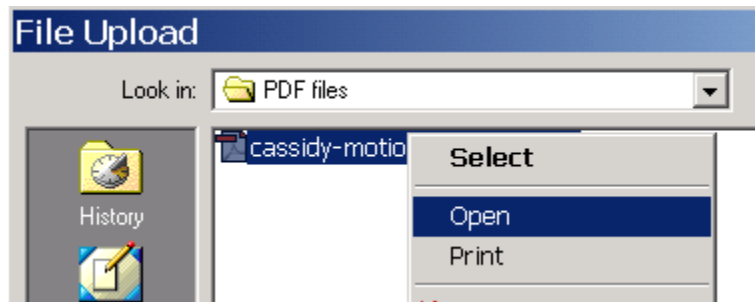 File Upload
Look in: PDF files
cassidy-motio
Select
History
Open
Print